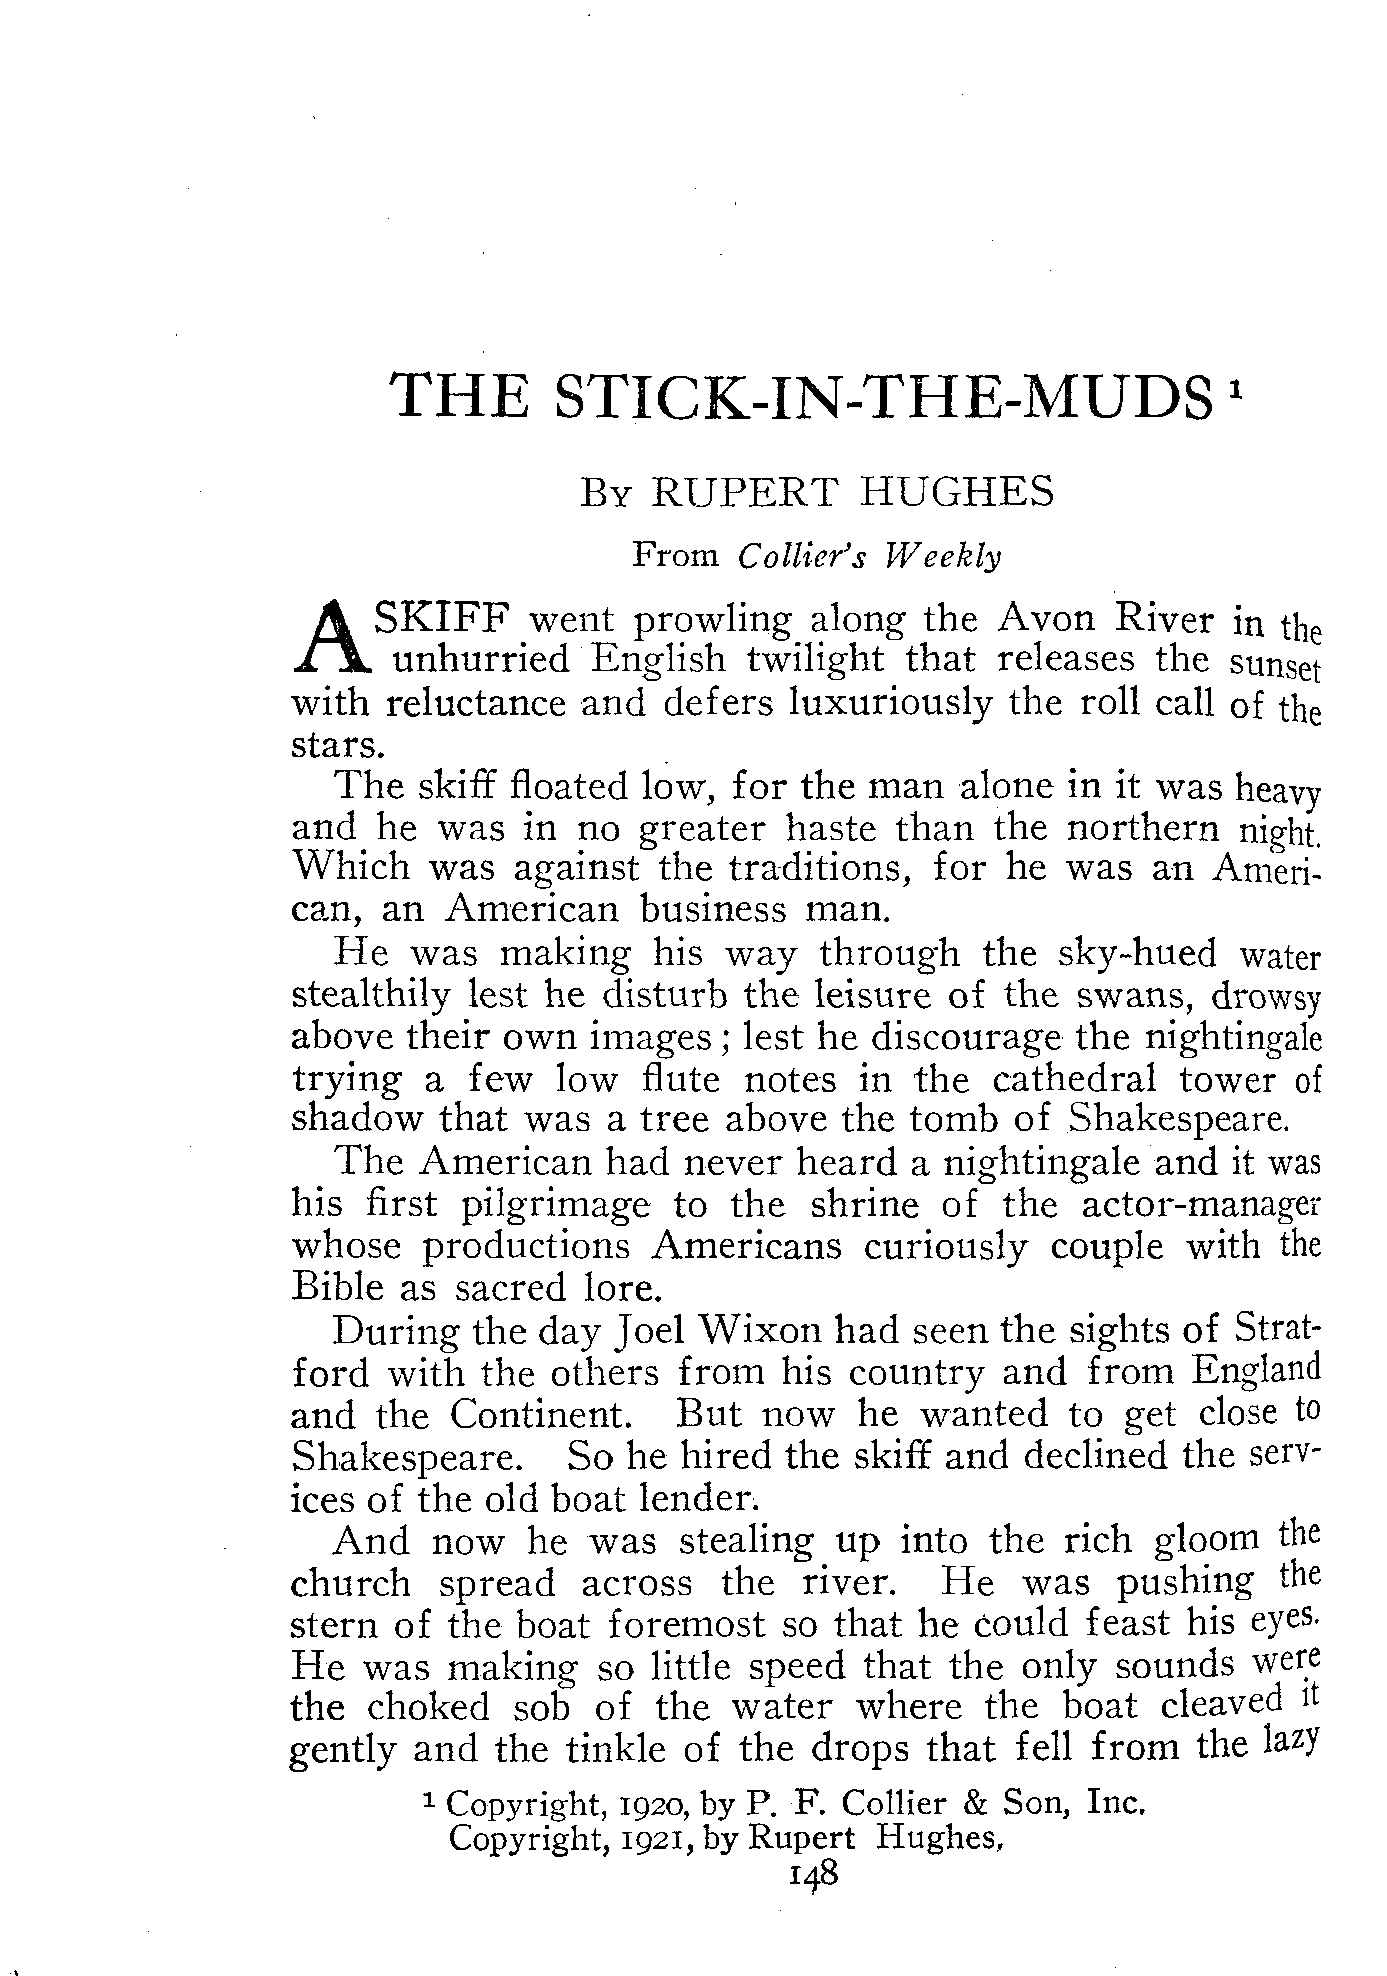 THE STICK-IN-THE-MUDS ¹
By RUPERT HUGHES
From Collier's Weekly
A SKIFF went prowling along the Avon River in the
unhurried English twilight that releases the sunset
with reluctance and defers luxuriously the roll call of the
stars.
The skiff floated low, for the man alone in it was heavy
and he was in no greater haste than the northern night.
Which was against the traditions, for he was an Ameri-
can, an American business man.
He was making his way through the sky-hued water
stealthily lest he disturb the leisure of the swans, drowsy
above their own images; lest he discourage the nightingale
trying a few low flute notes in the cathedral tower of
shadow that was a tree above the tomb of Shakespeare.
The American had never heard a nightingale and it was
his first pilgrimage to the shrine of the actor-manager
whose productions Americans curiously couple with the
Bible as sacred lore.
During the day Joel Wixon had seen the sights of Strat-
ford with the others from his country and from England
and the Continent. But now he wanted to get close to
Shakespeare. So he hired the skiff and declined the serv-
ices of the old boat lender.
And now he was stealing up into the rich gloom the
church spread across the river. He was pushing the
stern of the boat foremost so that he could feast his eyes.
He was making so little speed that the only sounds were
the choked sob of the water where the boat cleaved it
gently and the tinkle of the drops that fell from the lazy
¹ Copyright, 1920, by P. F. Collier & Son, Inc.
Copyright, 1921, by Rupert Hughes.
148